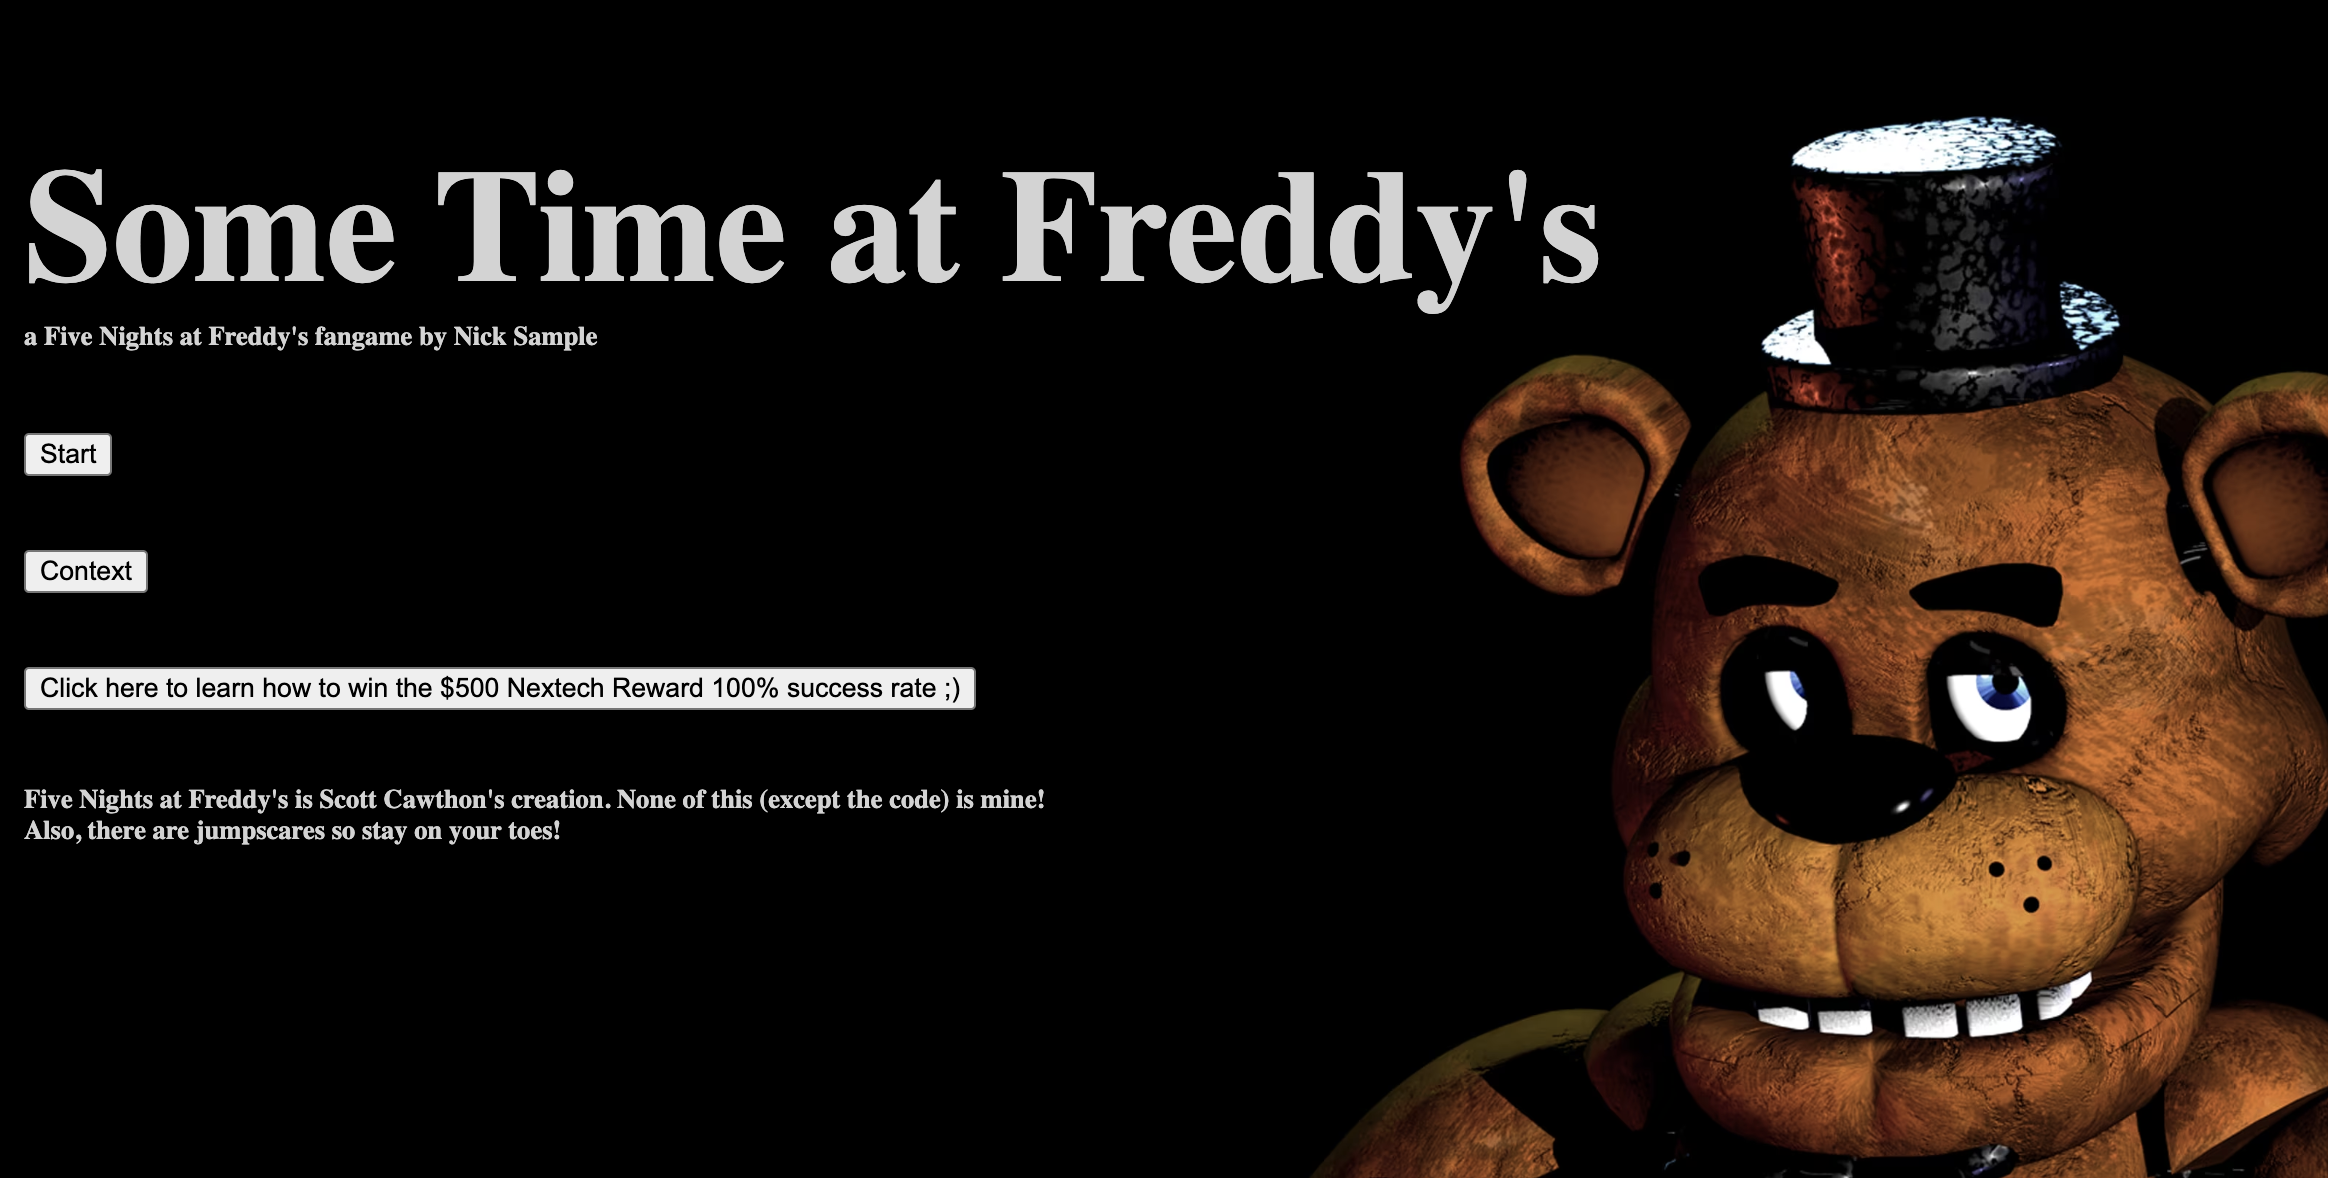 Some Time at Freddy's
a Five Nights at Freddy's fangame by Nick Sample
Start
Context
Click here to learn how to win the $500 Nextech Reward 100% success rate ;)
Five Nights at Freddy's is Scott Cawthon's creation. None of this (except the code) is mine!
Also, there are jumpscares so stay on your toes!